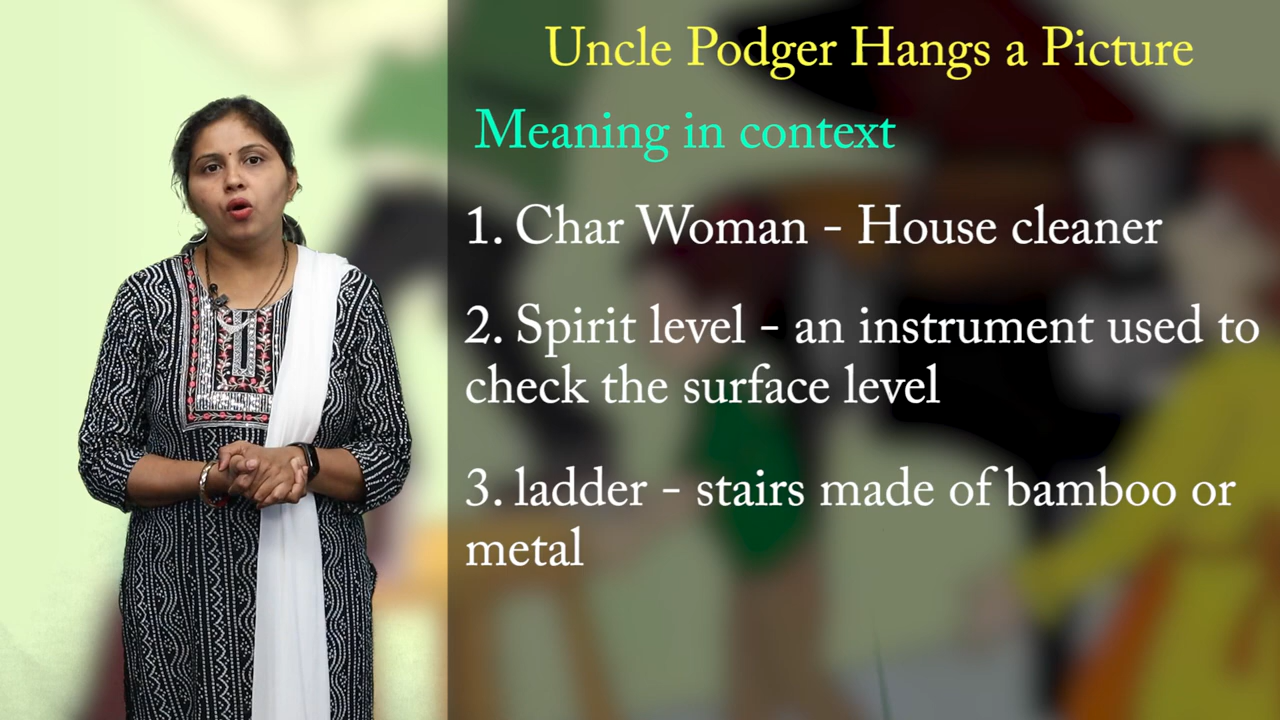 Uncle Podger Hangs a Picture
Meaning in context
1. Char Woman - House cleaner
2. Spirit level - an instrument used to
check the surface level
3. ladder - stairs made of bamboo or
metal